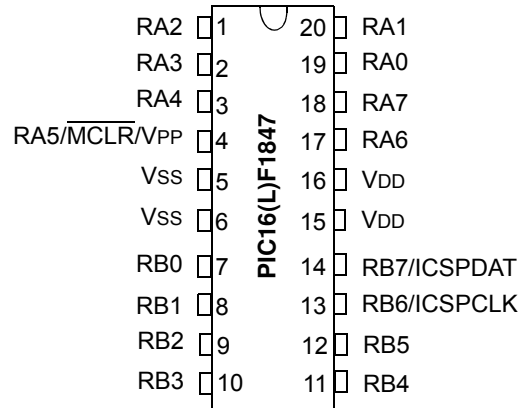 RA2 1 20 RA1
RA3 2 19 RA0
RA4 3 18 RA7
RA5/MCLR/VPP 4 17 RA6
VSS 5 16 VDD
VSS 6 15 VDD
RB0 7 14 RB7/ICSPDAT
RB1 8 13 RB6/ICSPCLK
RB2 9 12 RB5
RB3 10 11 RB4
PIC16(L)F1847